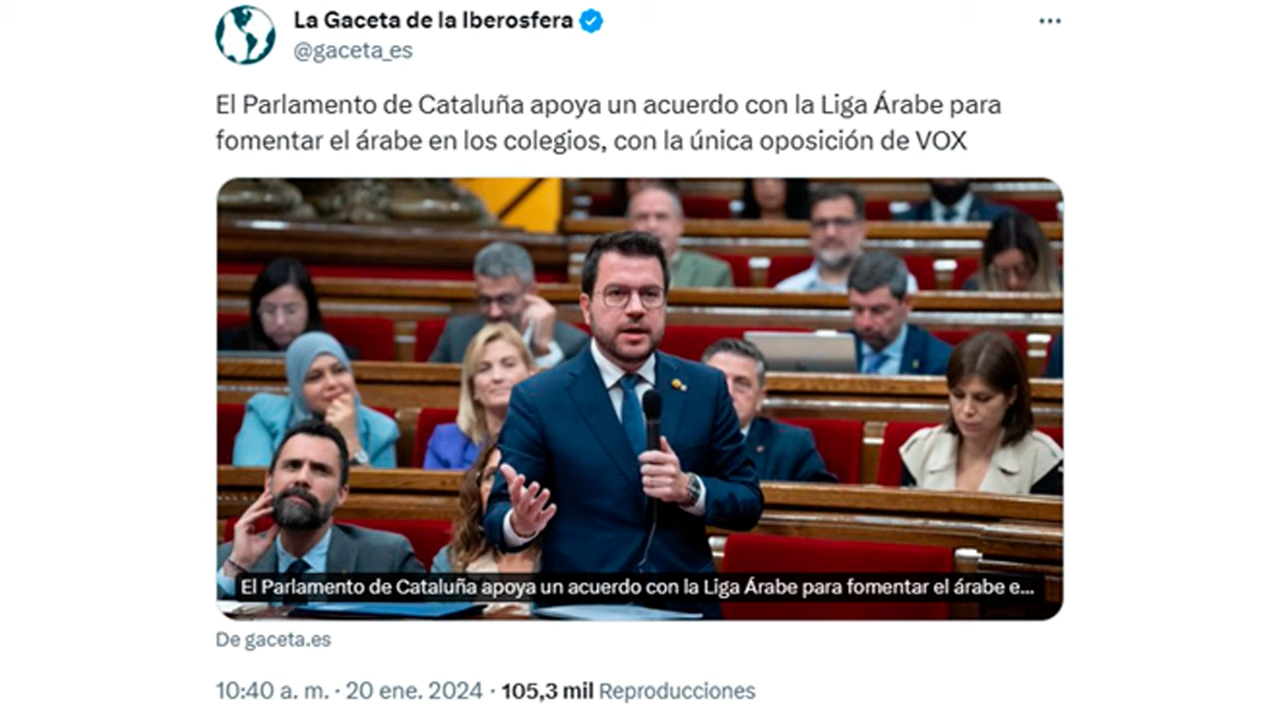 La Gaceta de la Iberosfera
@gaceta_es
El Parlamento de Cataluña apoya un acuerdo con la Liga Árabe para
fomentar el árabe en los colegios, con la única oposición de VOX
El Parlamento de Cataluña apoya un acuerdo con la Liga Árabe para fomentar el árabe e...
De gaceta.es
10:40 a. m. · 20 ene. 2024 · 105,3 mil Reproducciones